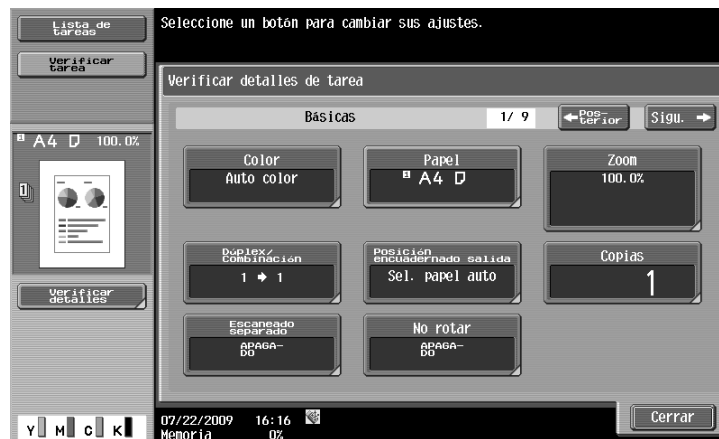 Lista de
tareas
Seleccione un botón para cambiar sus ajustes.
Verificar
tarea
Verificar detalles de tarea
Básicas
1/ 9
←Pos-
terior
Sigu. →
A4 100.0%
1
Color
Auto color
Papel
A4
Zoom
100.0%
Dúplex/
Combinación
1 → 1
Posición
encuadernado salida
Sel. papel auto
Copias
1
Verificar
detalles
Escaneado
separado
APAGA-
DO
No rotar
APAGA-
DO
Cerrar
07/22/2009 16:16
Memoria 0%
Y M C K